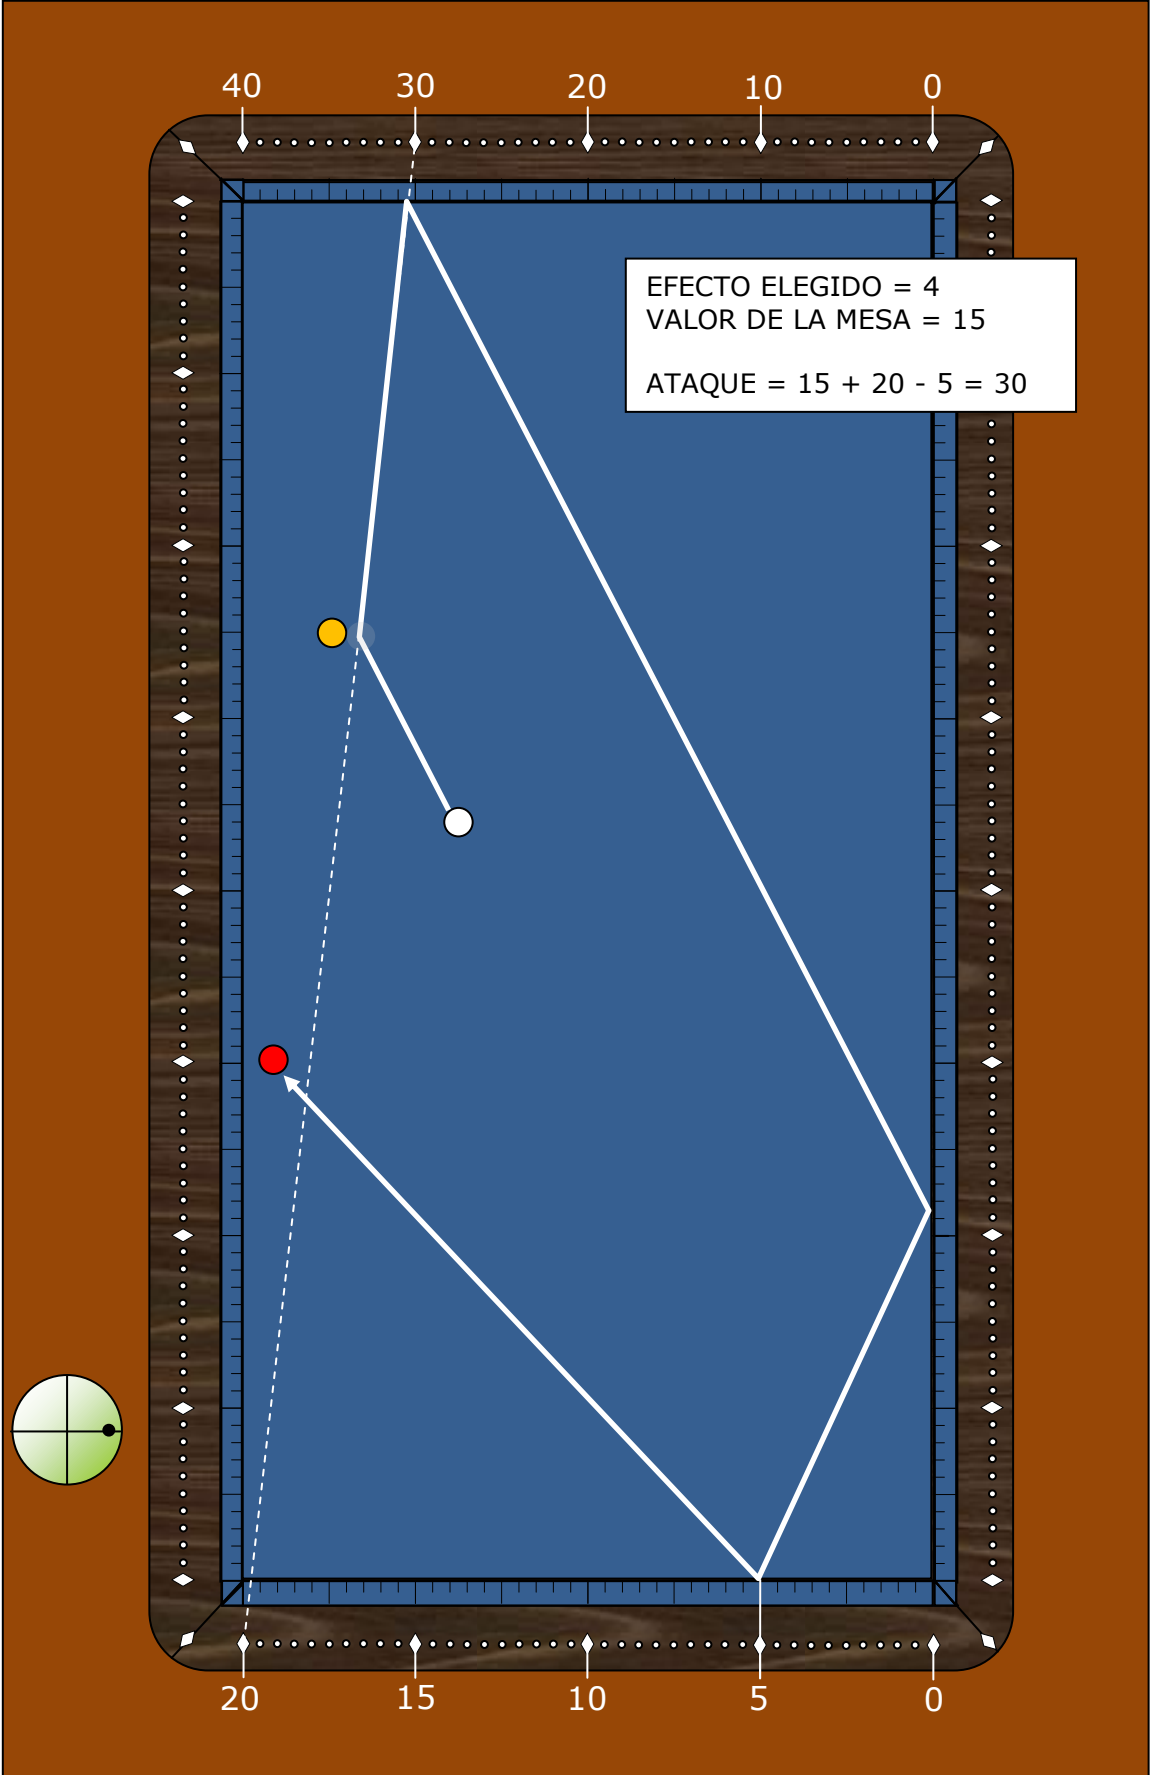 40 30 20 10 0
EFECTO ELEGIDO = 4
VALOR DE LA MESA = 15
ATAQUE = 15 + 20 - 5 = 30
20 15 10 5 0